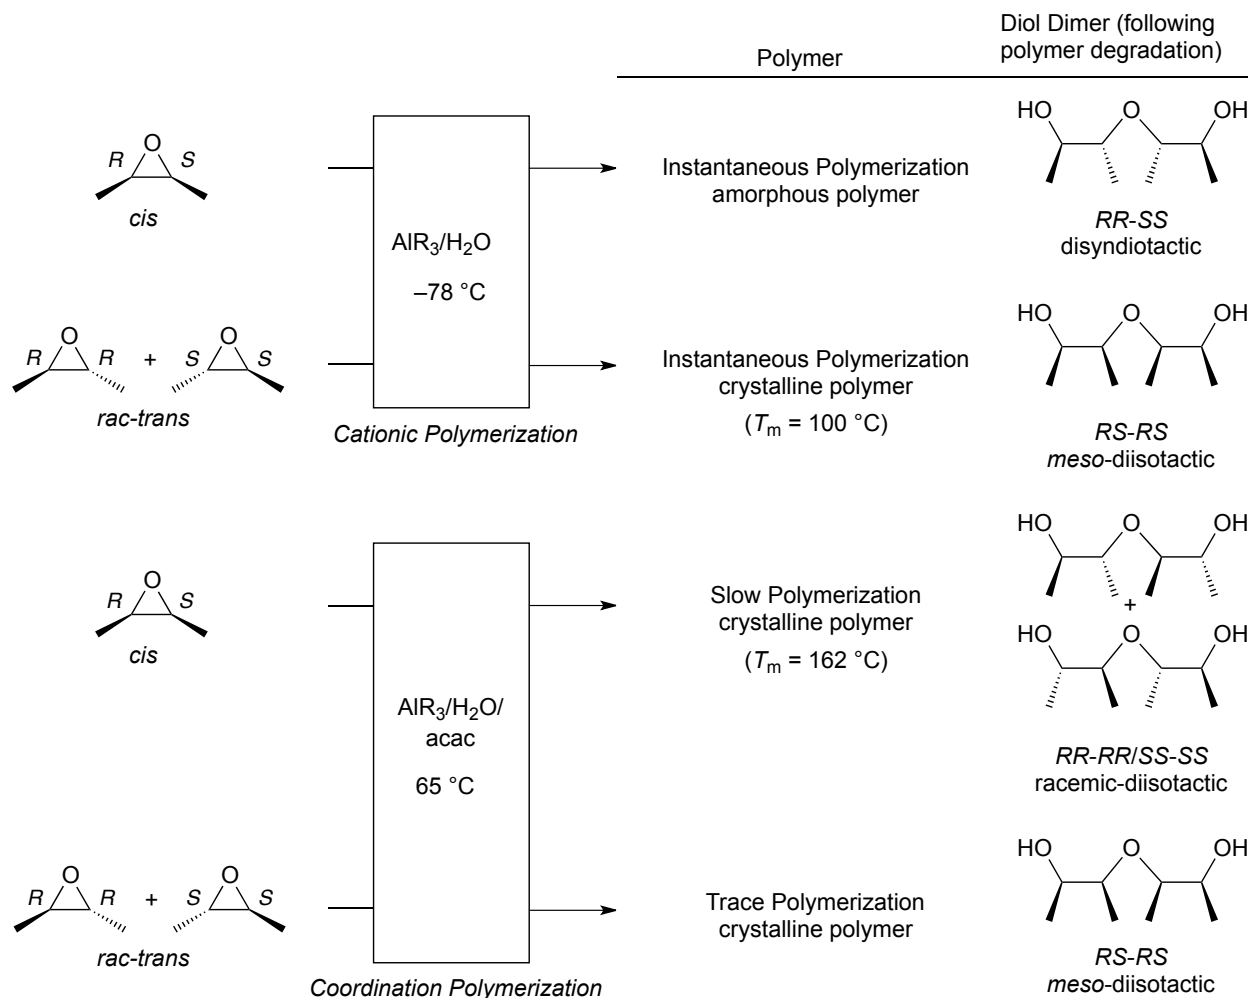 Polymer
Diol Dimer (following
polymer degradation)
O
R S
cis
Instantaneous Polymerization
amorphous polymer
HO O OH
RR-SS
disyndiotactic
AlR3/H2O
–78 °C
O O
R R + S S
rac-trans
Cationic Polymerization
Instantaneous Polymerization
crystalline polymer
(Tm = 100 °C)
HO O OH
RS-RS
meso-diisotactic
O
R S
cis
Slow Polymerization
crystalline polymer
(Tm = 162 °C)
HO O OH
+
HO O OH
RR-RR/SS-SS
racemic-diisotactic
AlR3/H2O/
acac
65 °C
O O
R R + S S
rac-trans
Coordination Polymerization
Trace Polymerization
crystalline polymer
HO O OH
RS-RS
meso-diisotactic